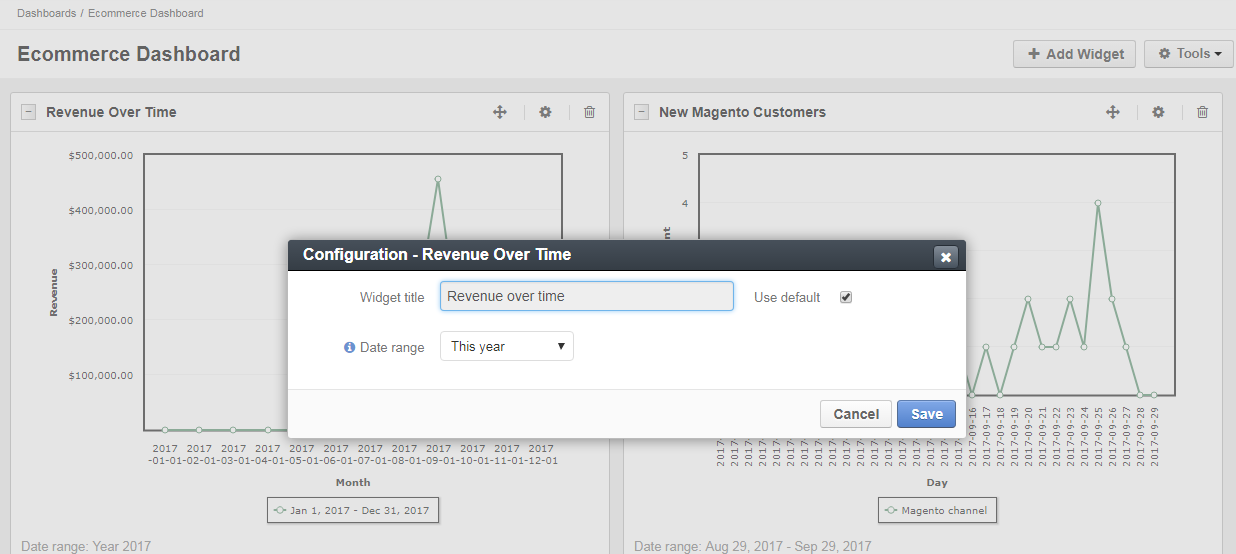 Dashboards / Ecommerce Dashboard
Ecommerce Dashboard
Add Widget
Tools
Revenue Over Time
New Magento Customers
$500,000.00
$400,000.00
$300,000.00
$200,000.00
$100,000.00
Revenue
2017 2017 2017 2017 2017 2017 2017 2017 2017 2017 2017 2017
-01-01 -02-01 -03-01 -04-01 -05-01 -06-01 -07-01 -08-01 -09-01 -10-01 -11-01 -12-01
Month
Jan 1, 2017 - Dec 31, 2017
Date range: Year 2017
Configuration - Revenue Over Time
Widget title
Revenue over time
Use default
Date range
This year
Cancel
Save
5
4
2017-09-16
2017-09-17
2017-09-18
2017-09-19
2017-09-20
2017-09-21
2017-09-22
2017-09-23
2017-09-24
2017-09-25
2017-09-26
2017-09-27
2017-09-28
2017-09-29
Day
Magento channel
Date range: Aug 29, 2017 - Sep 29, 2017